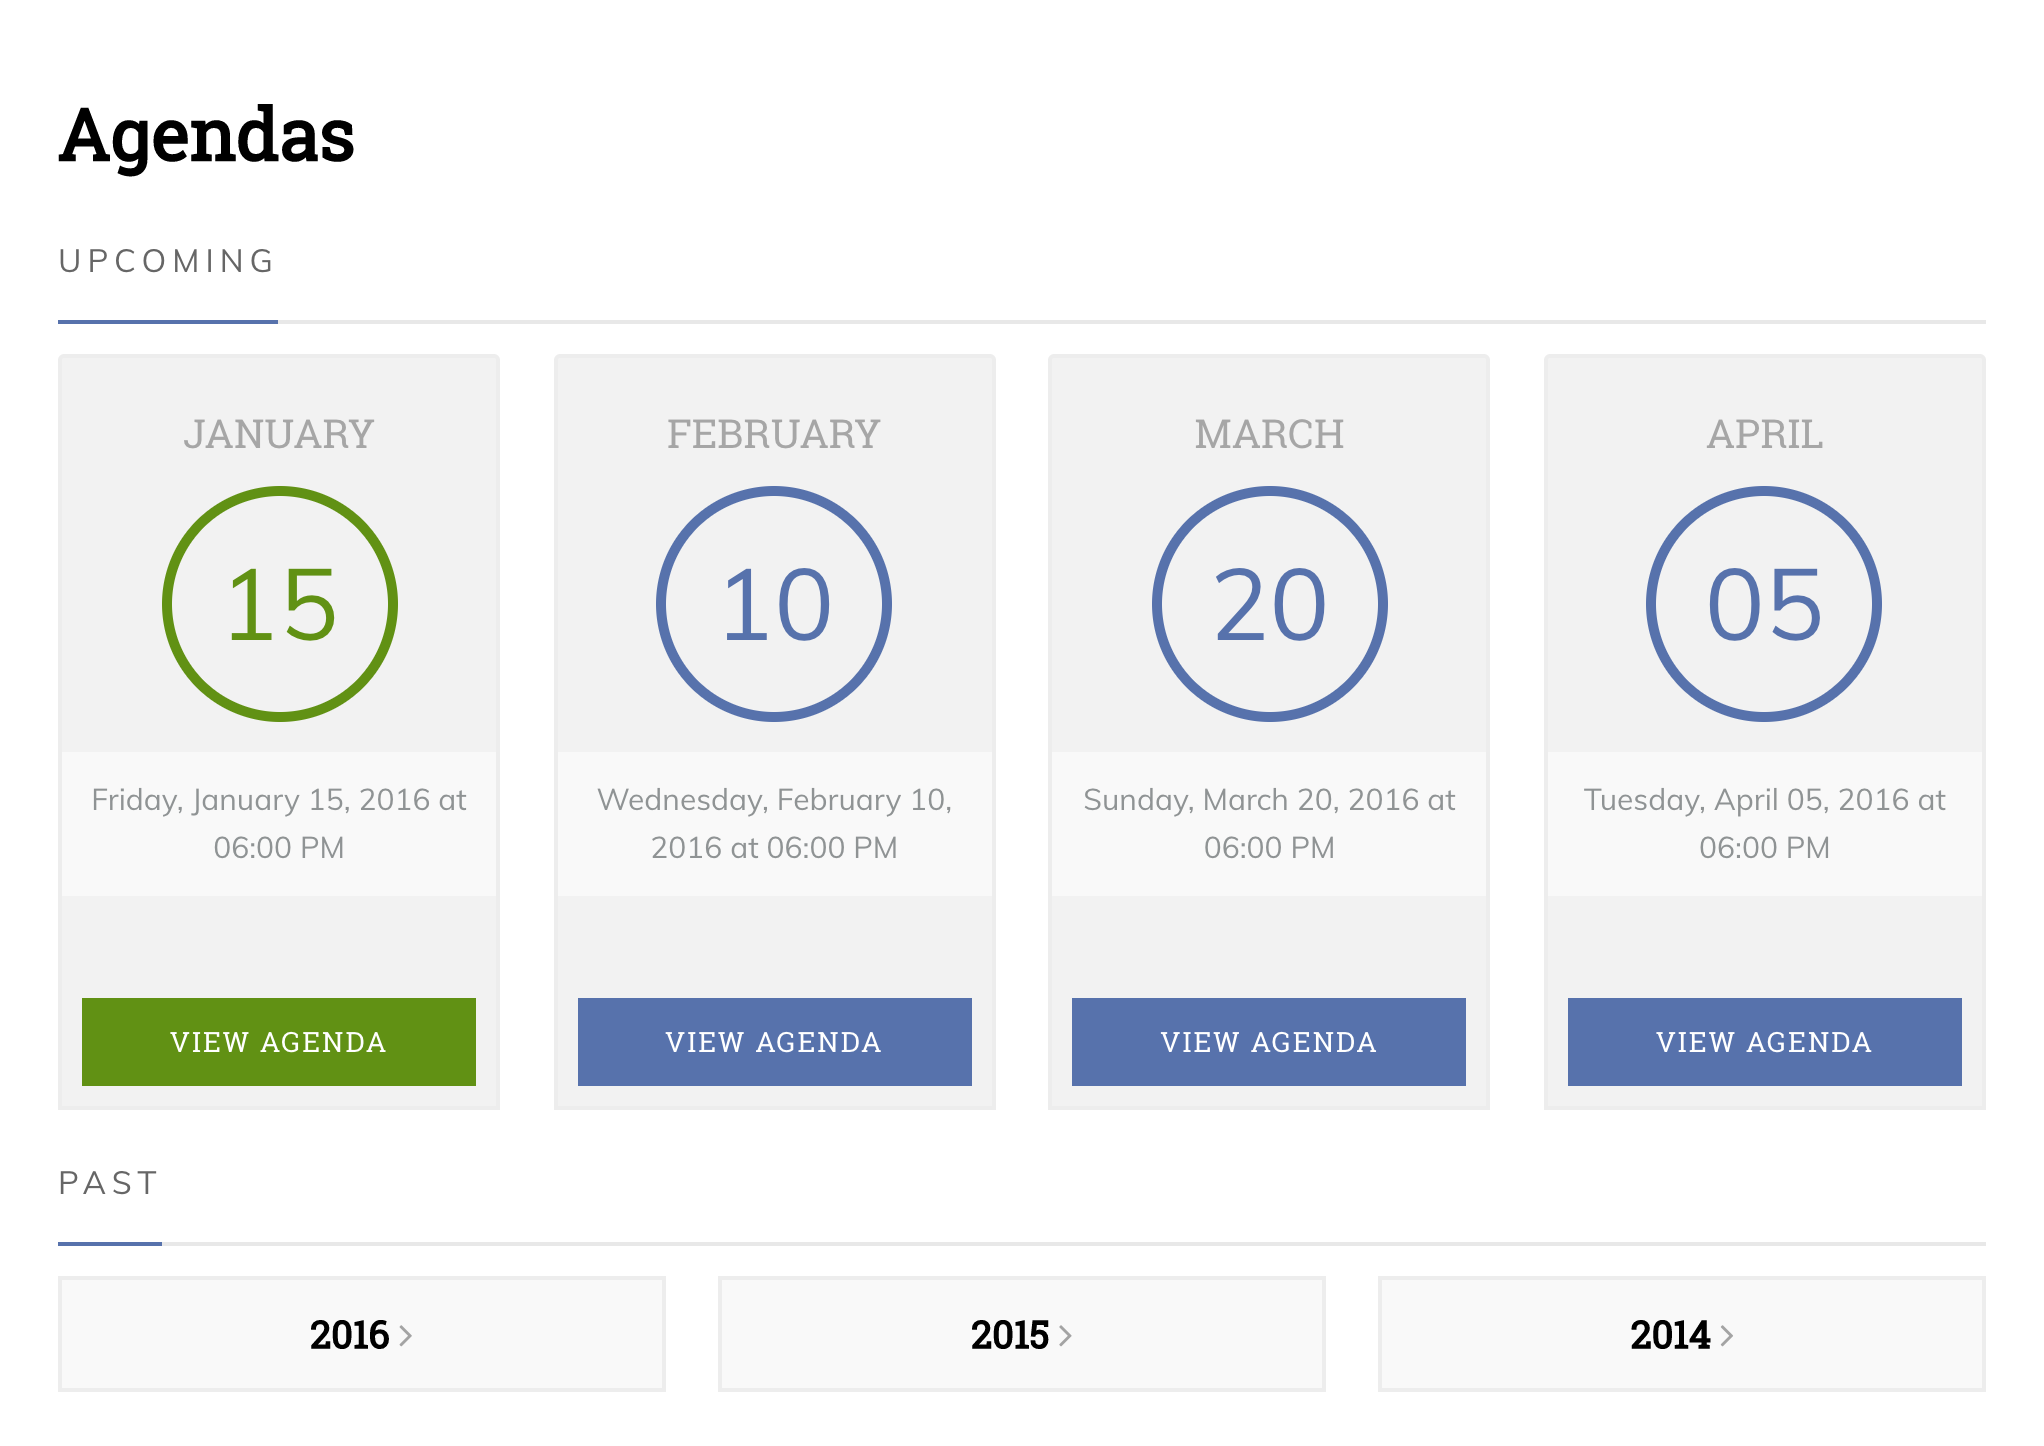 Agendas
UPCOMING
JANUARY
15
Friday, January 15, 2016 at
06:00 PM
VIEW AGENDA
FEBRUARY
10
Wednesday, February 10,
2016 at 06:00 PM
VIEW AGENDA
MARCH
20
Sunday, March 20, 2016 at
06:00 PM
VIEW AGENDA
APRIL
05
Tuesday, April 05, 2016 at
06:00 PM
VIEW AGENDA
PAST
2016
2015
2014